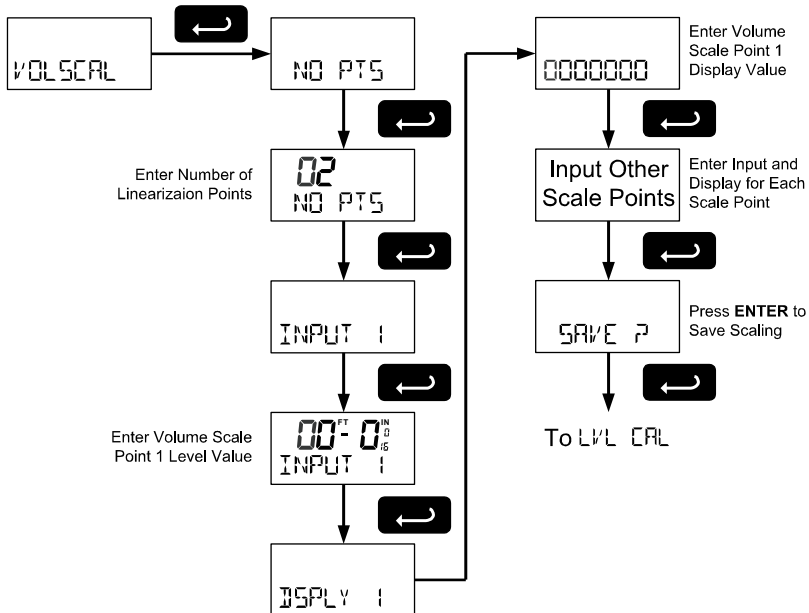 VOLSCAL
NO PTS
Enter Number of
Linearizaion Points
02
NO PTS
INPUT 1
Enter Volume Scale
Point 1 Level Value
00 FT - 0 IN 0 16
INPUT 1
DSPLY 1
0000000
Enter Volume
Scale Point 1
Display Value
Input Other
Scale Points
Enter Input and
Display for Each
Scale Point
SAVE ?
Press ENTER to
Save Scaling
To LVL CAL